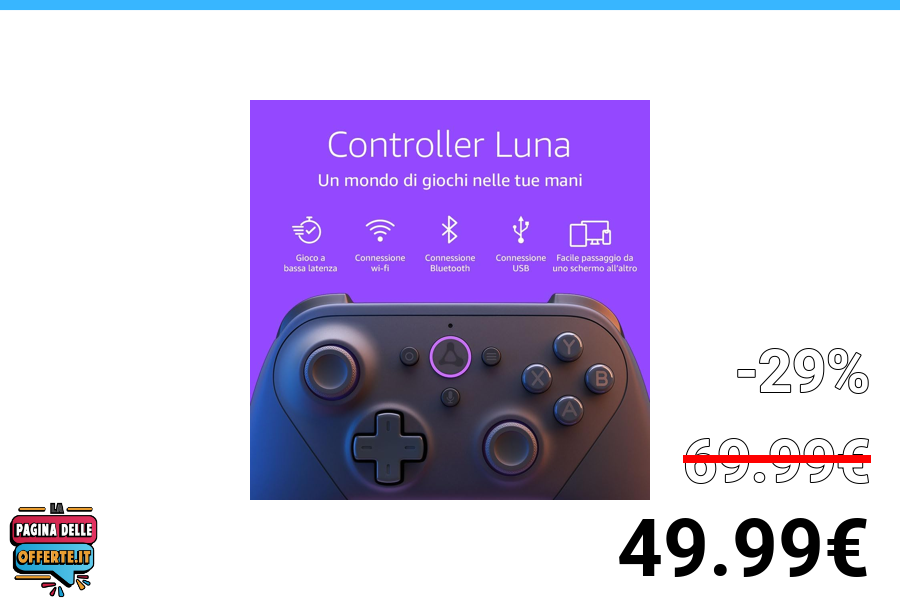 Controller Luna
Un mondo di giochi nelle tue mani
Gioco a
bassa latenza
Connessione
wi-fi
Connessione
Bluetooth
Connessione
USB
Facile passaggio da
uno schermo all'altro
Y
X
B
A
-29%
69.99€
49.99€
LA
PAGINA DELLE
OFFERTE.IT